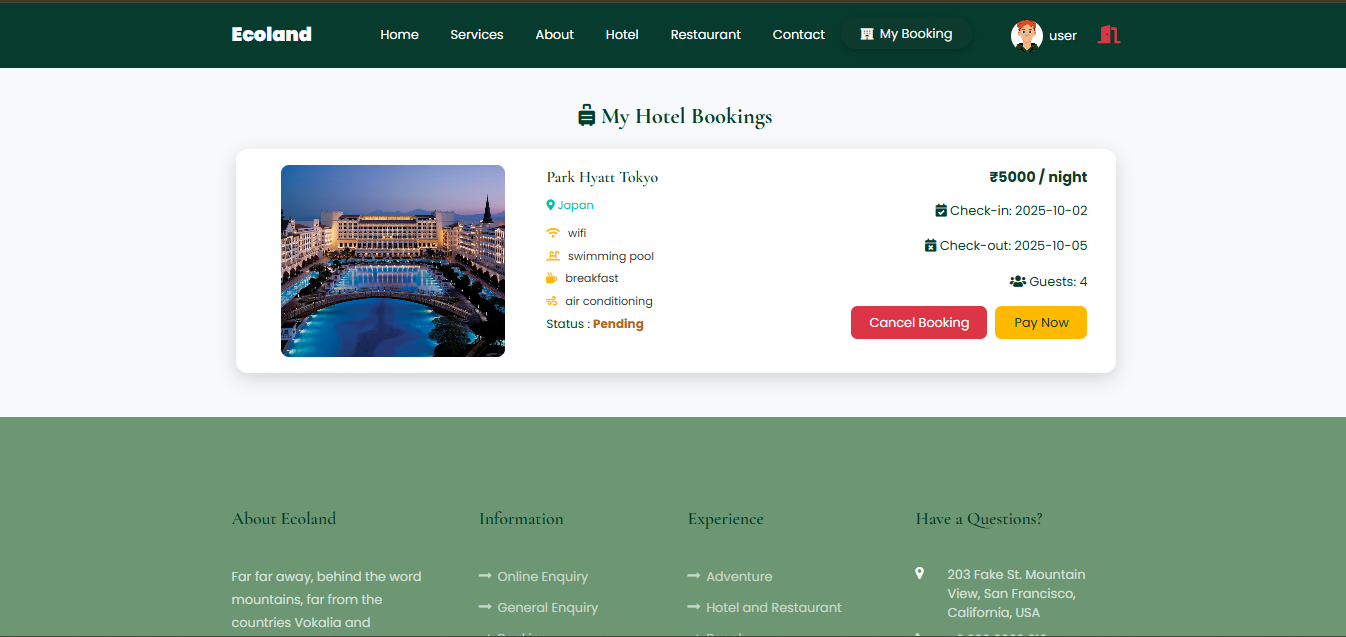 Ecoland
Home Services About Hotel Restaurant Contact My Booking user
My Hotel Bookings
Park Hyatt Tokyo
Japan
wifi
swimming pool
breakfast
air conditioning
Status : Pending
₹5000 / night
Check-in: 2025-10-02
Check-out: 2025-10-05
Guests: 4
Cancel Booking Pay Now
About Ecoland
Far far away, behind the word
mountains, far from the
countries Vokalia and
Information
Online Enquiry
General Enquiry
Experience
Adventure
Hotel and Restaurant
Have a Questions?
203 Fake St. Mountain
View, San Francisco,
California, USA